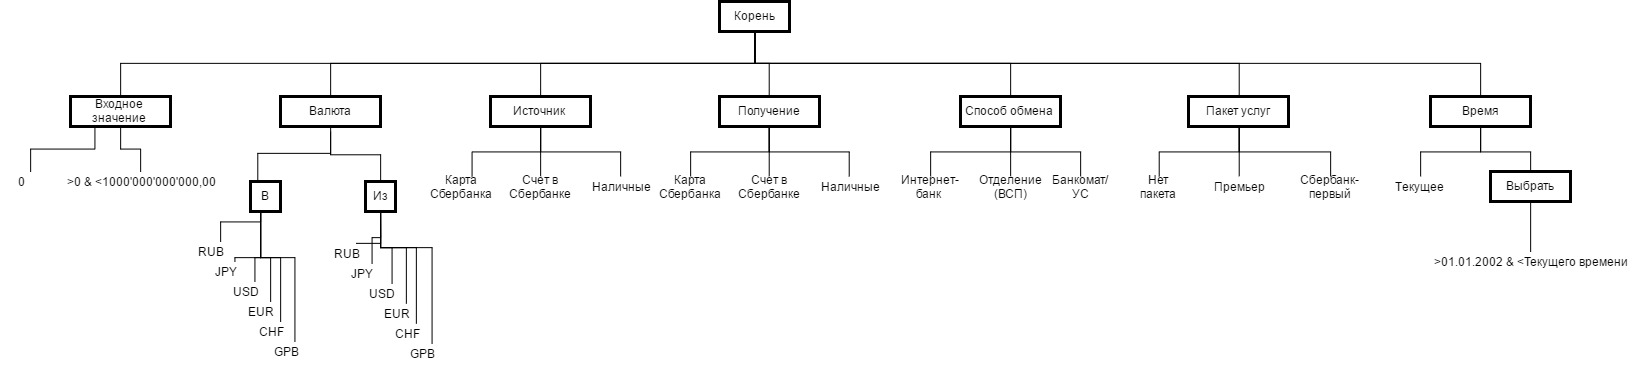 Корень
Входное
значение
Валюта
Источник
Получение
Способ обмена
Пакет услуг
Время
0
>0 & <1000'000'000'000,00
В
Из
Карта
Сбербанка
Счет в
Сбербанке
Наличные
Карта
Сбербанка
Счет в
Сбербанке
Наличные
Интернет-
банк
Отделение
(ВСП)
Банкомат/
УС
Нет
пакета
Премьер
Сбербанк-
первый
Текущее
Выбрать
RUB
JPY
USD
EUR
CHF
GPB
RUB
JPY
USD
EUR
CHF
GPB
>01.01.2002 & <Текущего времени